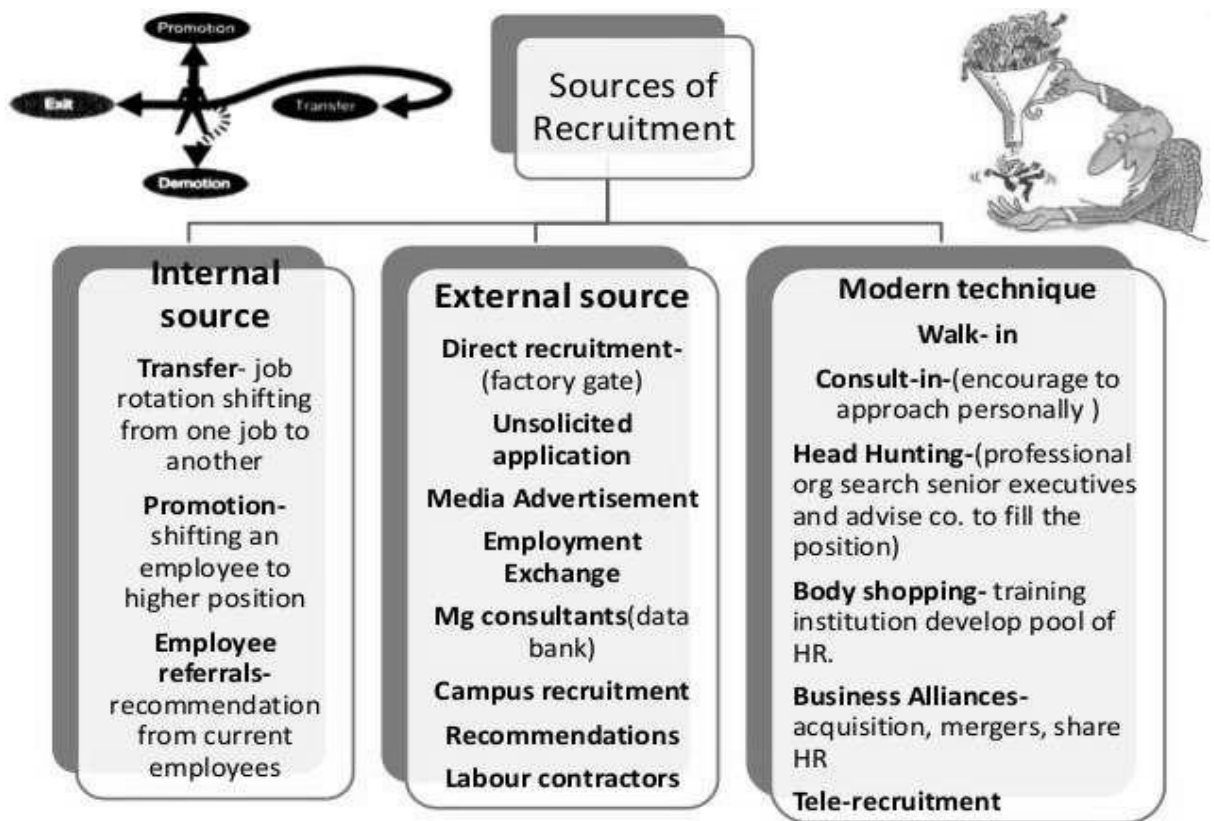 Promotion
Exit
Transfer
Demotion
Sources of
Recruitment
Internal
source
Transfer- job
rotation shifting
from one job to
another
Promotion-
shifting an
employee to
higher position
Employee
referrals-
recommendation
from current
employees
External source
Direct recruitment-
(factory gate)
Unsolicited
application
Media Advertisement
Employment
Exchange
Mg consultants(data
bank)
Campus recruitment
Recommendations
Labour contractors
Modern technique
Walk- in
Consult-in-(encourage to
approach personally )
Head Hunting-(professional
org search senior executives
and advise co. to fill the
position)
Body shopping- training
institution develop pool of
HR.
Business Alliances-
acquisition, mergers, share
HR
Tele-recruitment